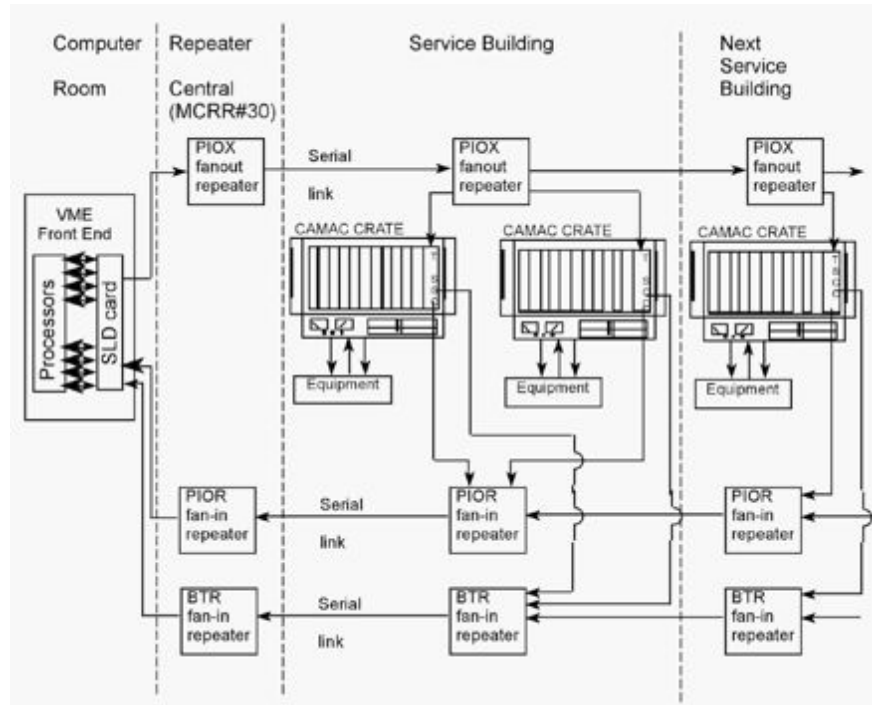 Computer
Room
Repeater
Central
(MCRR#30)
Service Building
Next
Service
Building
PIOX
fanout
repeater
Serial
link
PIOX
fanout
repeater
PIOX
fanout
repeater
VME
Front End
Processors
SLD card
CAMAC CRATE
CAMAC CRATE
CAMAC CRATE
Equipment
Equipment
Equipment
PIOR
fan-in
repeater
Serial
link
PIOR
fan-in
repeater
PIOR
fan-in
repeater
BTR
fan-in
repeater
Serial
link
BTR
fan-in
repeater
BTR
fan-in
repeater